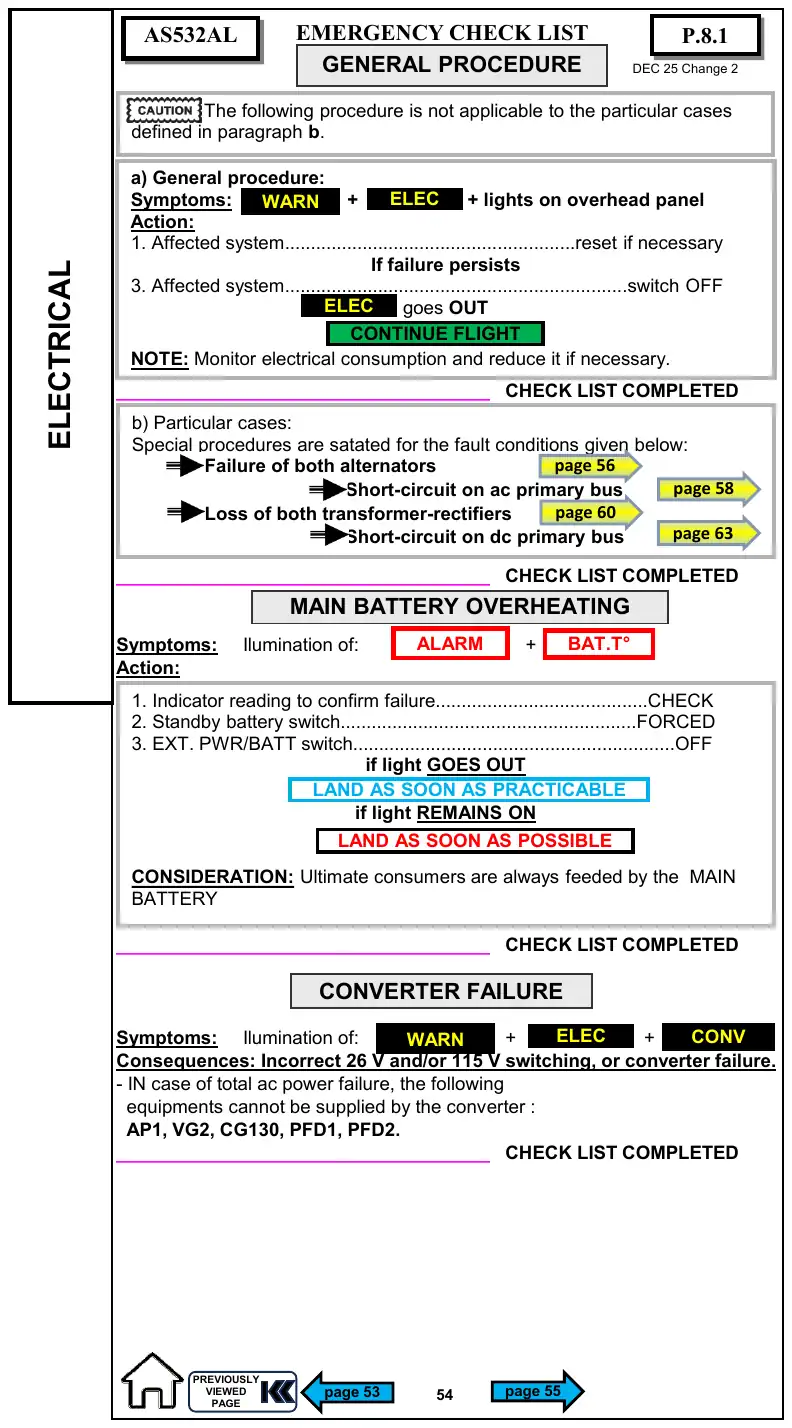 AS532AL
EMERGENCY CHECK LIST
P.8.1
GENERAL PROCEDURE
DEC 25 Change 2
CAUTION The following procedure is not applicable to the particular cases
defined in paragraph b.
ELECTRICAL
a) General procedure:
Symptoms: WARN + ELEC + lights on overhead panel
Action:
1. Affected system........................................................reset if necessary
If failure persists
3. Affected system..................................................................switch OFF
ELEC goes OUT
CONTINUE FLIGHT
NOTE: Monitor electrical consumption and reduce it if necessary.
CHECK LIST COMPLETED
b) Particular cases:
Special procedures are satated for the fault conditions given below:
Failure of both alternators page 56
Short-circuit on ac primary bus page 58
Loss of both transformer-rectifiers page 60
Short-circuit on dc primary bus page 63
CHECK LIST COMPLETED
MAIN BATTERY OVERHEATING
Symptoms: Ilumination of: ALARM + BAT.T°
Action:
1. Indicator reading to confirm failure.........................................CHECK
2. Standby battery switch.........................................................FORCED
3. EXT. PWR/BATT switch..............................................................OFF
if light GOES OUT
LAND AS SOON AS PRACTICABLE
if light REMAINS ON
LAND AS SOON AS POSSIBLE
CONSIDERATION: Ultimate consumers are always feeded by the MAIN
BATTERY
CHECK LIST COMPLETED
CONVERTER FAILURE
Symptoms: Ilumination of: WARN + ELEC + CONV
Consequences: Incorrect 26 V and/or 115 V switching, or converter failure.
- IN case of total ac power failure, the following
equipments cannot be supplied by the converter :
AP1, VG2, CG130, PFD1, PFD2.
CHECK LIST COMPLETED
PREVIOUSLY
VIEWED
PAGE
page 53
54
page 55